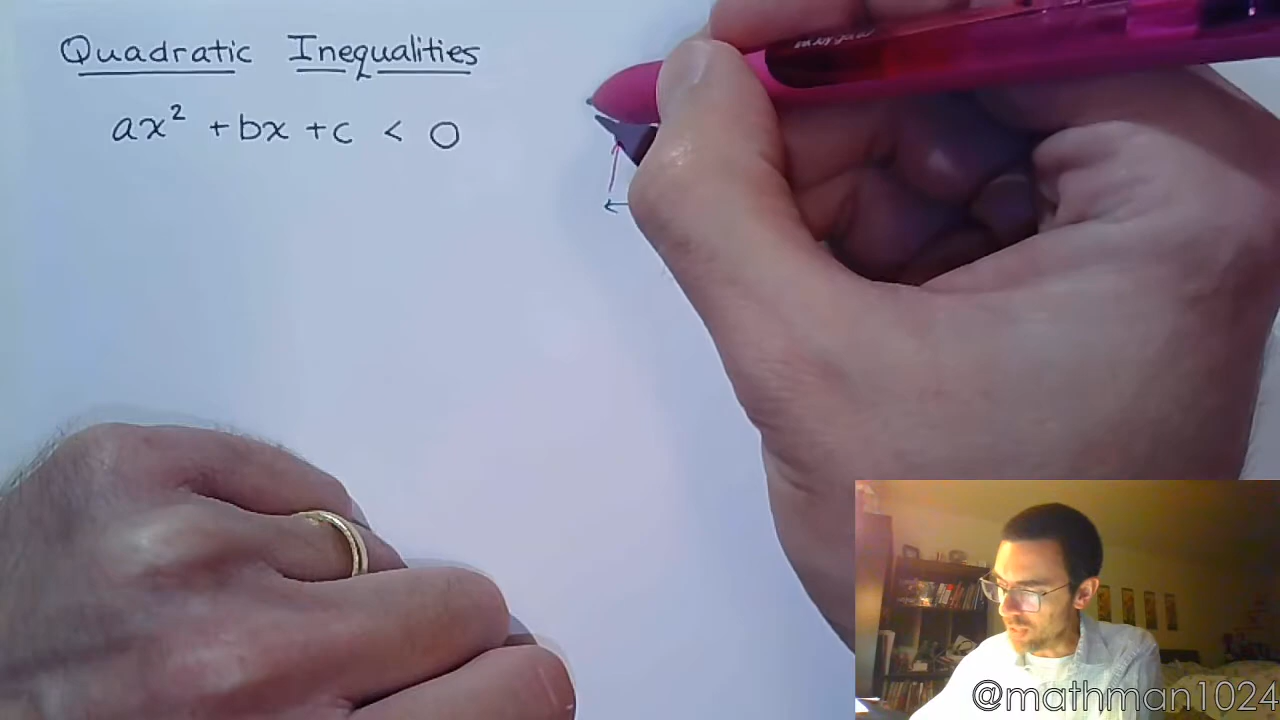 Quadratic Inequalities
ax² + bx + c < 0
@mathman1024